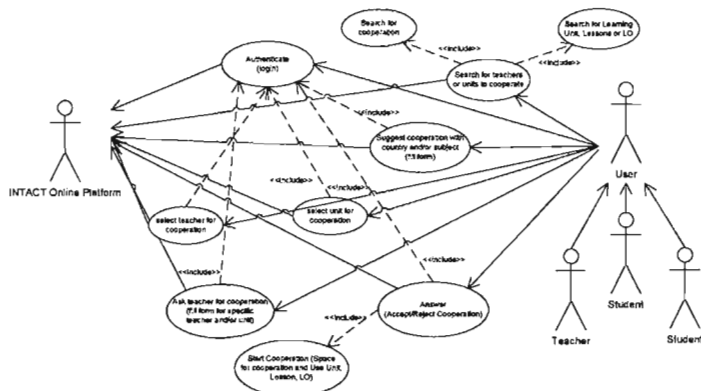 Search for
cooperation
Search for Learning
Unit, Lessons or LO
<<include>>
<<include>>
Authenticate
(login)
Search for teachers
or units to cooperate
<<include>>
Suggest cooperation with
country and/or subject
(fill form)
INTACT Online Platform
User
<<include>>
<<include>>
select teacher for
cooperation
select unit for
cooperation
<<include>>
<<include>>
Ask teacher for cooperation
(fill form for specific
teacher and/or unit)
Answer
(Accept/Reject Cooperation)
<<include>>
Student
Teacher
Student
Start Cooperation (Space
for cooperation and Use Unit,
Lesson, LO)